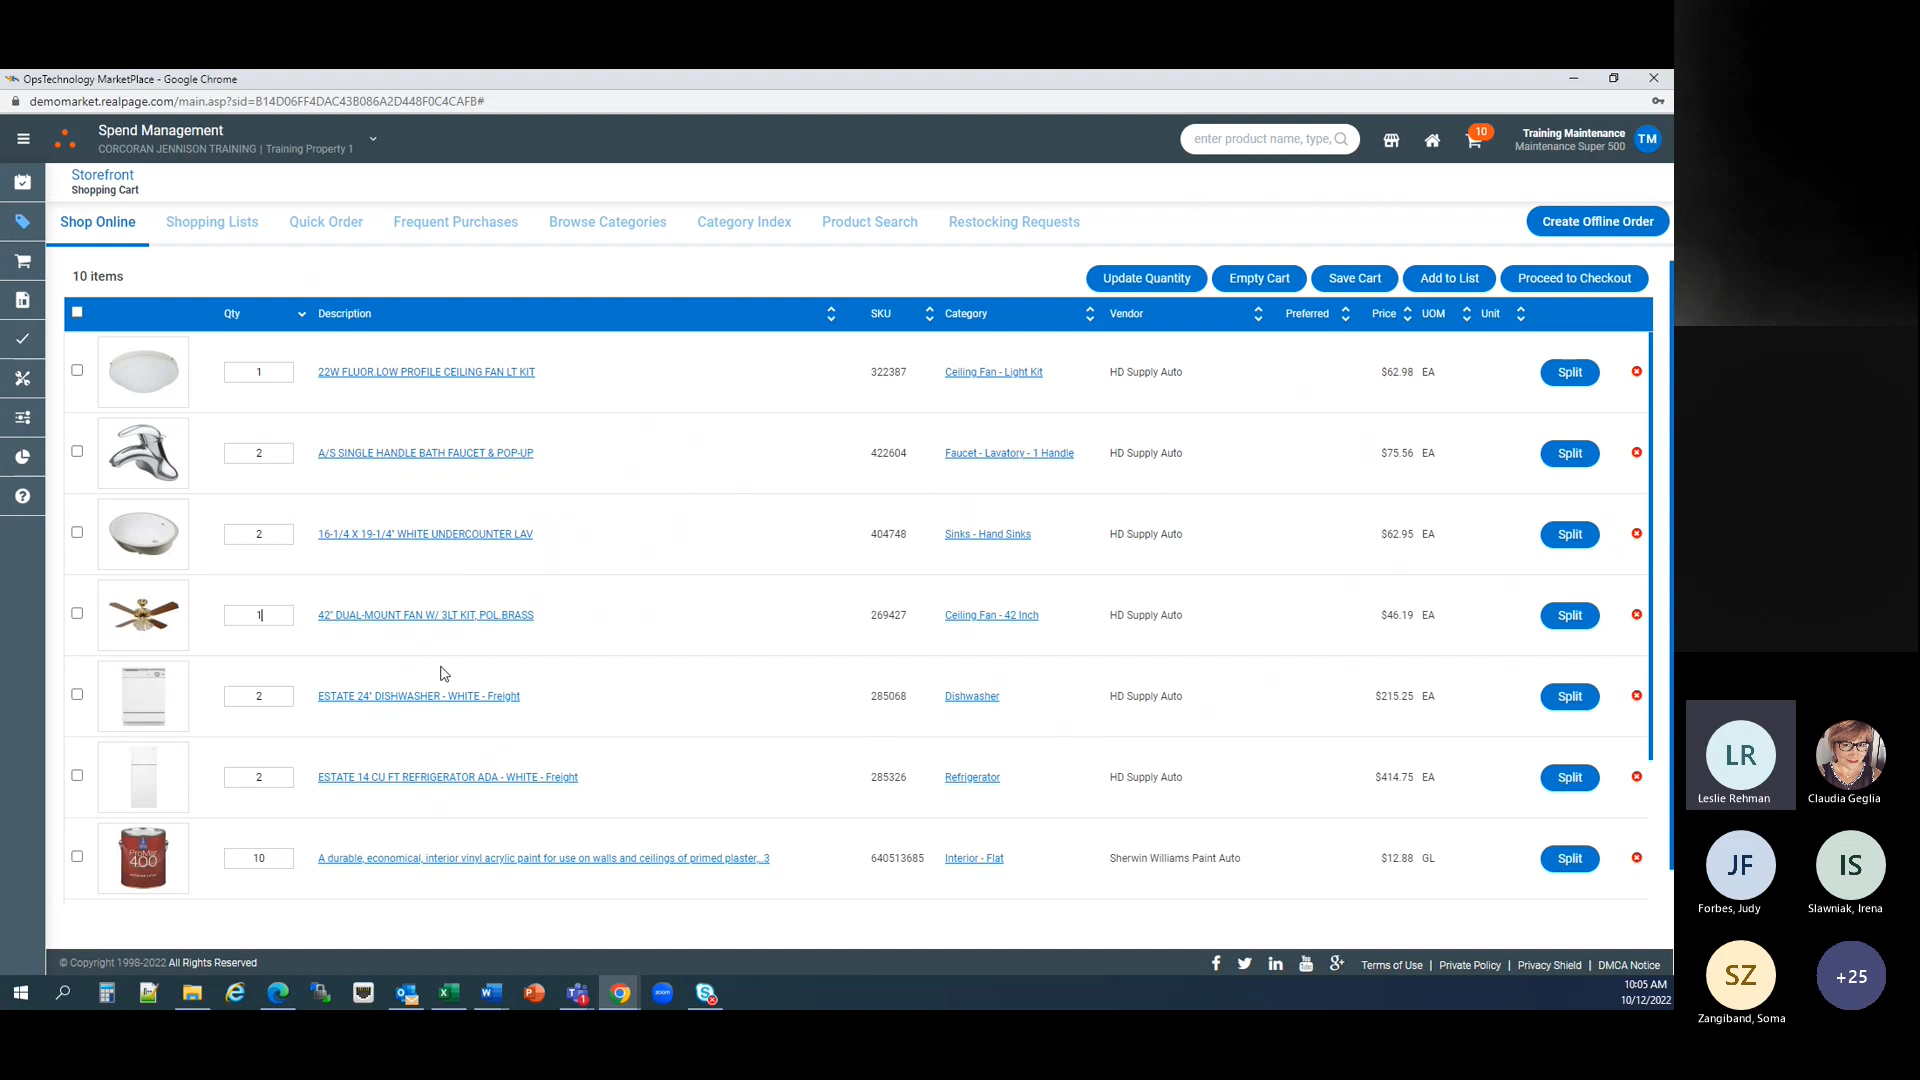 OpsTechnology MarketPlace - Google Chrome
demomarket.realpage.com/main.asp?sid=B14D06FF4DAC43B086A2D448F0C4CAFB#
Spend Management
CORCORAN JENNISON TRAINING | Training Property 1
enter product name, type,
10
Training Maintenance
Maintenance Super 500
TM
Storefront
Shopping Cart
Shop Online Shopping Lists Quick Order Frequent Purchases Browse Categories Category Index Product Search Restocking Requests Create Offline Order
10 items Update Quantity Empty Cart Save Cart Add to List Proceed to Checkout
Qty Description SKU Category Vendor Preferred Price UOM Unit
1 22W FLUOR.LOW PROFILE CEILING FAN LT KIT 322387 Ceiling Fan - Light Kit HD Supply Auto $62.98 EA Split
2 A/S SINGLE HANDLE BATH FAUCET & POP-UP 422604 Faucet - Lavatory - 1 Handle HD Supply Auto $75.56 EA Split
2 16-1/4 X 19-1/4" WHITE UNDERCOUNTER LAV 404748 Sinks - Hand Sinks HD Supply Auto $62.95 EA Split
1 42" DUAL-MOUNT FAN W/ 3LT KIT, POL.BRASS 269427 Ceiling Fan - 42 Inch HD Supply Auto $46.19 EA Split
2 ESTATE 24" DISHWASHER - WHITE - Freight 285068 Dishwasher HD Supply Auto $215.25 EA Split
2 ESTATE 14 CU FT REFRIGERATOR ADA - WHITE - Freight 285326 Refrigerator HD Supply Auto $414.75 EA Split
ProMar
400
10 A durable, economical, interior vinyl acrylic paint for use on walls and ceilings of primed plaster,..3 640513685 Interior - Flat Sherwin Williams Paint Auto $12.88 GL Split
© Copyright 1998-2022 All Rights Reserved
Terms of Use | Private Policy | Privacy Shield | DMCA Notice
10:05 AM
10/12/2022
LR
Leslie Rehman
Claudia Geglia
JF
Forbes, Judy
IS
Slawniak, Irena
SZ
Zangiband, Soma
+25